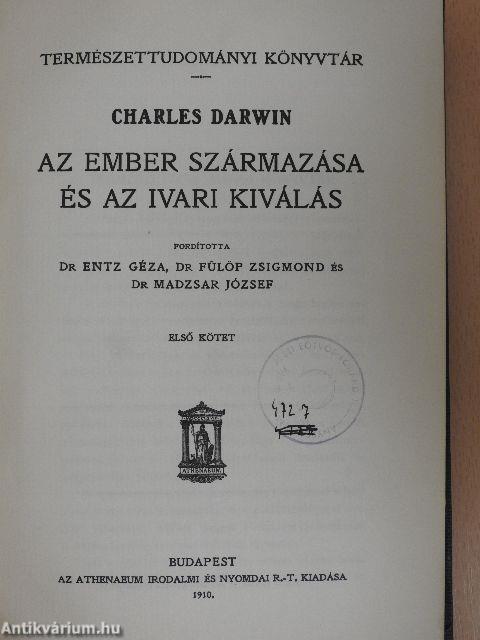 TERMÉSZETTUDOMÁNYI KÖNYVTÁR
CHARLES DARWIN
AZ EMBER SZÁRMAZÁSA
ÉS AZ IVARI KIVÁLÁS
FORDÍTOTTA
DR ENTZ GÉZA, DR FÜLÖP ZSIGMOND ÉS
DR MADZSAR JÓZSEF
ELSŐ KÖTET
4727
ATHENAEUM
BUDAPEST
AZ ATHENAEUM IRODALMI ÉS NYOMDAI R.-T. KIADÁSA
1910.
Antikvárium.hu